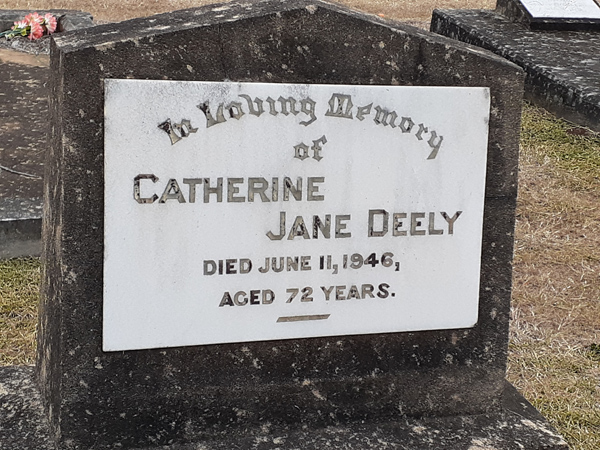 In Loving Memory
of
CATHERINE
JANE DEELY
DIED JUNE 11, 1946,
AGED 72 YEARS.